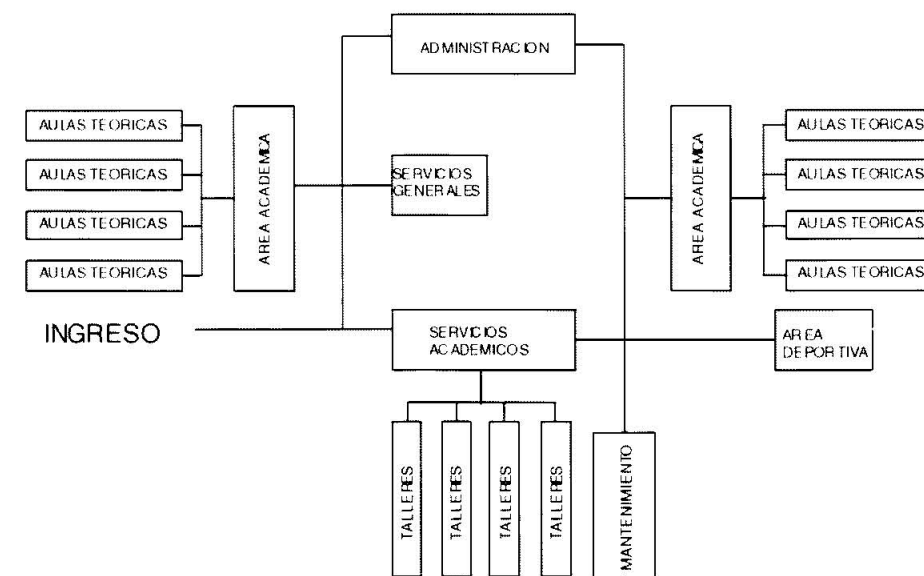 ADMINISTRACION
AULAS TEORICAS
AULAS TEORICAS
AULAS TEORICAS
AULAS TEORICAS
AREA ACADEMICA
SERVICIOS
GENERALES
AREA ACADEMICA
AULAS TEORICAS
AULAS TEORICAS
AULAS TEORICAS
AULAS TEORICAS
INGRESO
SERVICIOS
ACADEMICOS
AREA
DEPORTIVA
TALLERES
TALLERES
TALLERES
TALLERES
MANTENIMIENTO